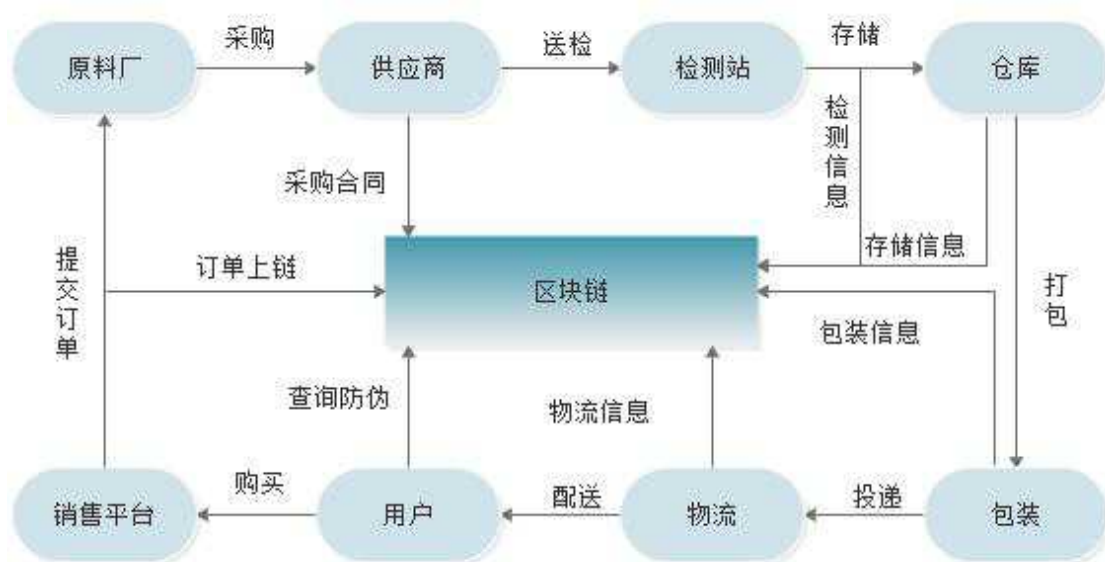 采购
送检
存储
原料厂
供应商
检测站
仓库
检测信息
采购合同
提交订单
订单上链
存储信息
区块链
打包
包装信息
查询防伪
物流信息
购买
配送
投递
销售平台
用户
物流
包装